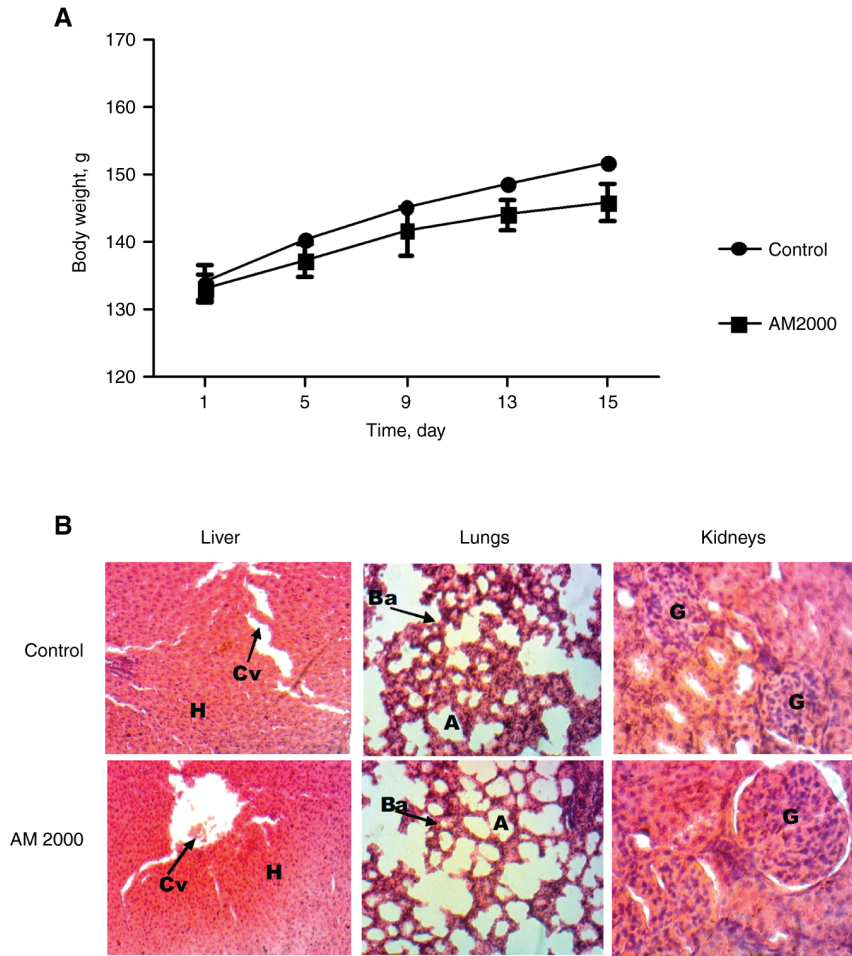 A
170
160
150
140
130
120
Body weight, g
1 5 9 13 15
Time, day
Control
AM2000
B
Liver Lungs Kidneys
Control
Cv
H
Ba
A
G
G
AM 2000
Cv
H
Ba
A
G